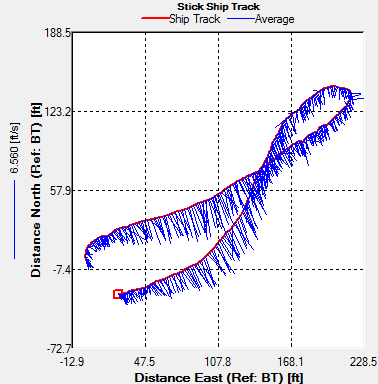 Stick Ship Track
Ship Track Average
188.5
123.2
57.9
-7.4
-72.7
-12.9 47.5 107.8 168.1 228.5
Distance East (Ref: BT) [ft]
Distance North (Ref: BT) [ft]
6.560 [ft/s]